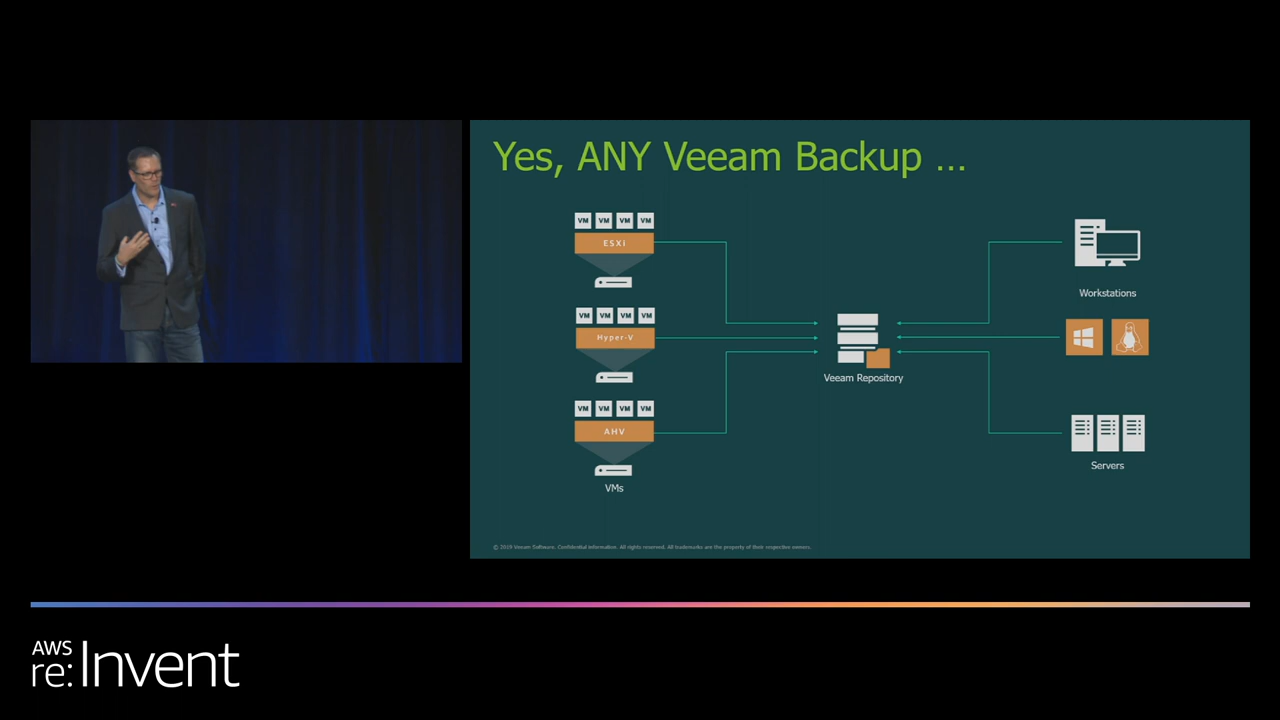 Yes, ANY Veeam Backup ...
VM VM VM VM
ESXi
VM VM VM VM
Hyper-V
VM VM VM VM
AHV
VMs
Veeam Repository
Workstations
Servers
© 2019 Veeam Software. Confidential information. All rights reserved. All trademarks are the property of their respective owners.
AWS
re:Invent